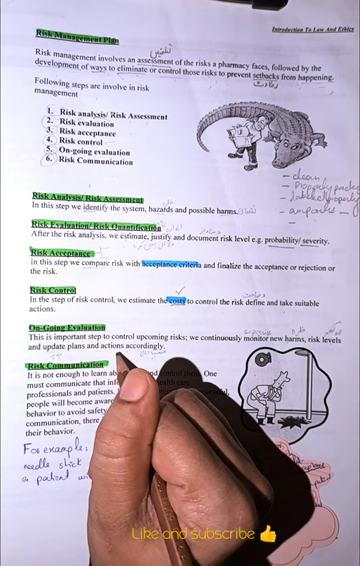 Introduction To Law And Ethics
Risk Management Plan
Risk management involves an assessment of the risks a pharmacy faces, followed by the
development of ways to eliminate or control those risks to prevent setbacks from happening.
Following steps are involve in risk
management
1. Risk analysis/ Risk Assessment
2. Risk evaluation
3. Risk acceptance
4. Risk control
5. On-going evaluation
6. Risk Communication
- clean
Risk Analysis/ Risk Assessment
In this step we identify the system, hazards and possible harms.
Risk Evaluation/ Risk Quantification
After the risk analysis, we estimate, justify and document risk level e.g. probability/ severity.
Risk Acceptance
in this step we compare risk with acceptance criteria and finalize the acceptance or rejection or
the risk.
Risk Control
In the step of risk control, we estimate the costs to control the risk define and take suitable
actions.
On-Going Evaluation
This is important step to control upcoming risks; we continuously monitor new harms, risk levels
and update plans and actions accordingly.
Risk Communication
It is not enough to learn One
must communicate that
professionals and patients.
people will become
behavior to avoid
communication,
their behavior.
For example:
needle stick
a patient
Like and subscribe 👍